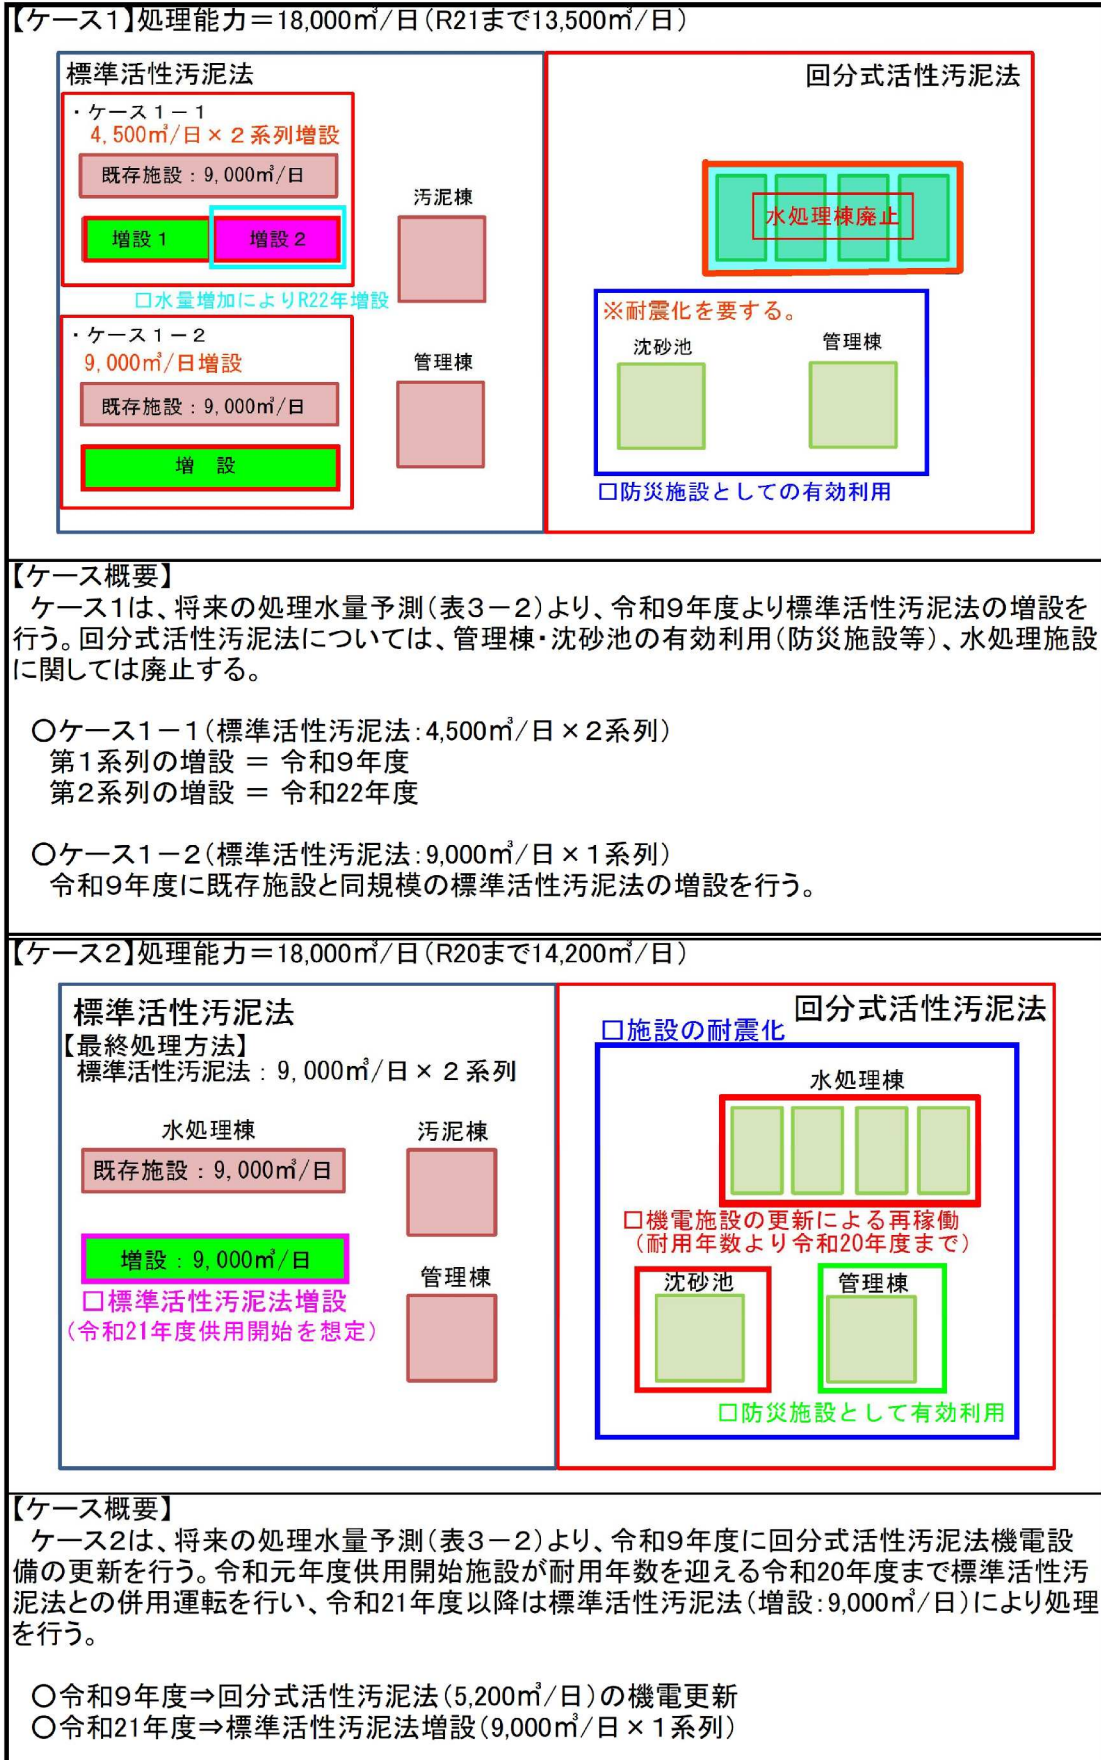 【ケース1】処理能力=18,000㎥/日(R21まで13,500㎥/日)
標準活性汚泥法
・ケース1-1
4,500㎥/日×2系列増設
既存施設:9,000㎥/日
増設1
増設2
□水量増加によりR22年増設
・ケース1-2
9,000㎥/日増設
既存施設:9,000㎥/日
増 設
汚泥棟
管理棟
回分式活性汚泥法
水処理棟廃止
※耐震化を要する。
沈砂池
管理棟
□防災施設としての有効利用
【ケース概要】
ケース1は、将来の処理水量予測(表3-2)より、令和9年度より標準活性汚泥法の増設を
行う。回分式活性汚泥法については、管理棟・沈砂池の有効利用(防災施設等)、水処理施設
に関しては廃止する。
○ケース1-1(標準活性汚泥法:4,500㎥/日×2系列)
第1系列の増設 = 令和9年度
第2系列の増設 = 令和22年度
○ケース1-2(標準活性汚泥法:9,000㎥/日×1系列)
令和9年度に既存施設と同規模の標準活性汚泥法の増設を行う。
【ケース2】処理能力=18,000㎥/日(R20まで14,200㎥/日)
標準活性汚泥法
【最終処理方法】
標準活性汚泥法:9,000㎥/日×2系列
水処理棟
既存施設:9,000㎥/日
増設:9,000㎥/日
□標準活性汚泥法増設
(令和21年度供用開始を想定)
汚泥棟
管理棟
回分式活性汚泥法
□施設の耐震化
水処理棟
□機電施設の更新による再稼働
(耐用年数より令和20年度まで)
沈砂池
管理棟
□防災施設として有効利用
【ケース概要】
ケース2は、将来の処理水量予測(表3-2)より、令和9年度に回分式活性汚泥法機電設
備の更新を行う。令和元年度供用開始施設が耐用年数を迎える令和20年度まで標準活性汚
泥法との併用運転を行い、令和21年度以降は標準活性汚泥法(増設:9,000㎥/日)により処理
を行う。
○令和9年度⇒回分式活性汚泥法(5,200㎥/日)の機電更新
○令和21年度⇒標準活性汚泥法増設(9,000㎥/日×1系列)